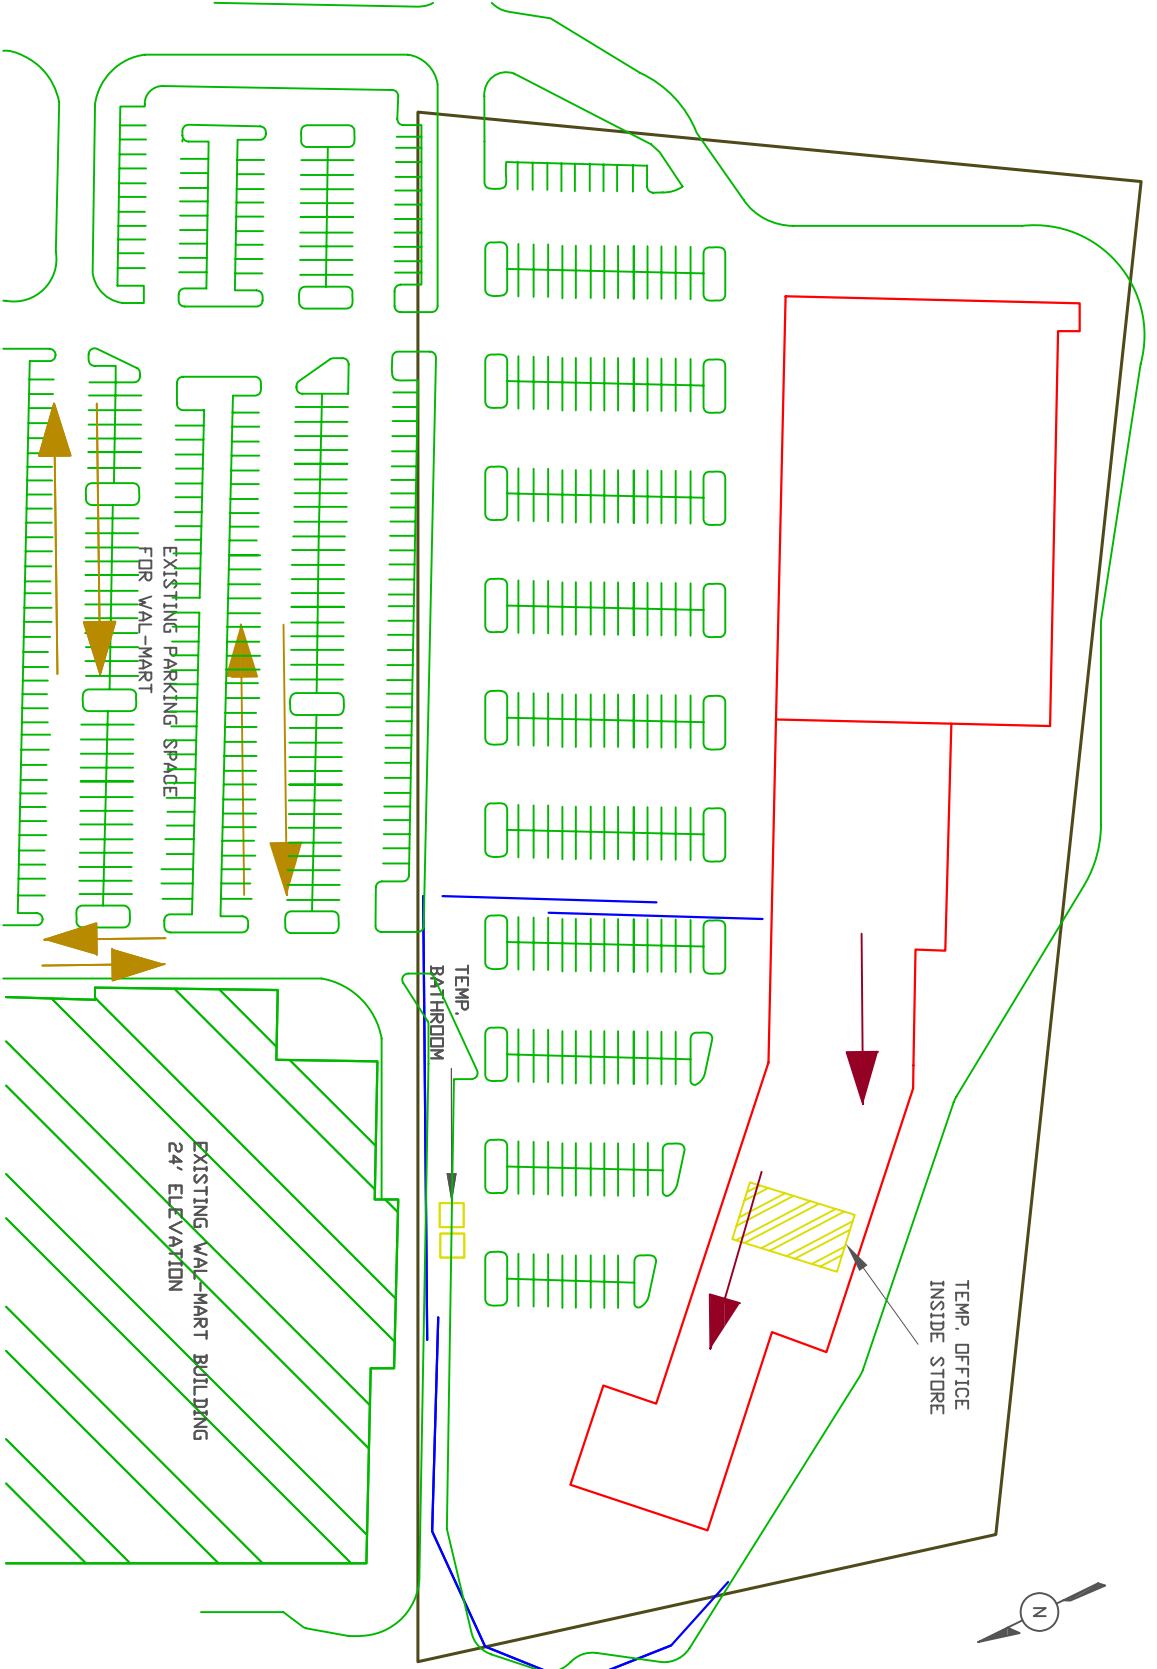 EXISTING PARKING SPACE
FOR WAL-MART
TEMP.
BATHROOM
EXISTING WAL-MART BUILDING
24' ELEVATION
TEMP. OFFICE
INSIDE STORE
N